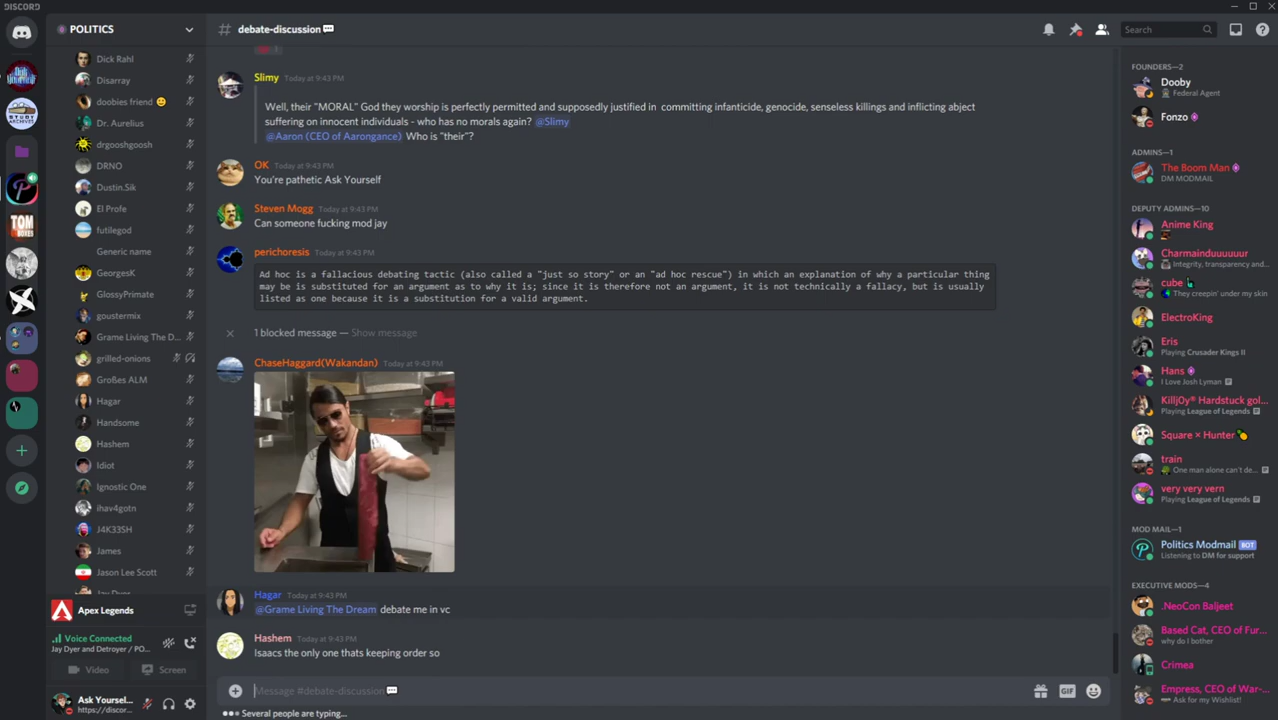 DISCORD
POLITICS
Dick Rahl
Disarray
doobies friend
Dr. Aurelius
drgooshgoosh
DRNO
Dustin.Sik
El Profe
futilegod
Generic name
GeorgesK
GlossyPrimate
goustermix
Grame Living The D...
grilled-onions
Großes ALM
Hagar
Handsome
Hashem
Idiot
Ignostic One
ihav4gotn
J4K33SH
James
Jason Lee Scott
Apex Legends
Voice Connected
Jay Dyer and Detroyer / PO...
Video
Screen
Ask Yoursel...
https://discor...
# debate-discussion
Search
Slimy Today at 9:43 PM
Well, their "MORAL" God they worship is perfectly permitted and supposedly justified in committing infanticide, genocide, senseless killings and inflicting abject
suffering on innocent individuals - who has no morals again? @Slimy
@Aaron (CEO of Aarongance) Who is "their"?
OK Today at 9:43 PM
You're pathetic Ask Yourself
Steven Mogg Today at 9:43 PM
Can someone fucking mod jay
perichoresis Today at 9:43 PM
Ad hoc is a fallacious debating tactic (also called a "just so story" or an "ad hoc rescue") in which an explanation of why a particular thing
may be is substituted for an argument as to why it is; since it is therefore not an argument, it is not technically a fallacy, but is usually
listed as one because it is a substitution for a valid argument.
1 blocked message — Show message
ChaseHaggard(Wakandan) Today at 9:43 PM
Hagar Today at 9:43 PM
@Grame Living The Dream debate me in vc
Hashem Today at 9:43 PM
Isaacs the only one thats keeping order so
Message #debate-discussion
GIF
Several people are typing...
FOUNDERS—2
Dooby
Federal Agent
Fonzo
ADMINS—1
The Boom Man
DM MODMAIL
DEPUTY ADMINS—10
Anime King
Charmainduuuuuur
Integrity, transparency and...
cube
They creepin' under my skin
ElectroKing
Eris
Playing Crusader Kings II
Hans
I Love Josh Lyman
Killj0y® Hardstuck gol...
Playing League of Legends
Square × Hunter
train
One man alone can't de...
very very vern
Playing League of Legends
MOD MAIL—1
Politics Modmail BOT
Listening to DM for support
EXECUTIVE MODS—4
.NeoCon Baljeet
Based Cat, CEO of Fur...
why do I bother
Crimea
Empress, CEO of War-...
Ask for my Wishlist!